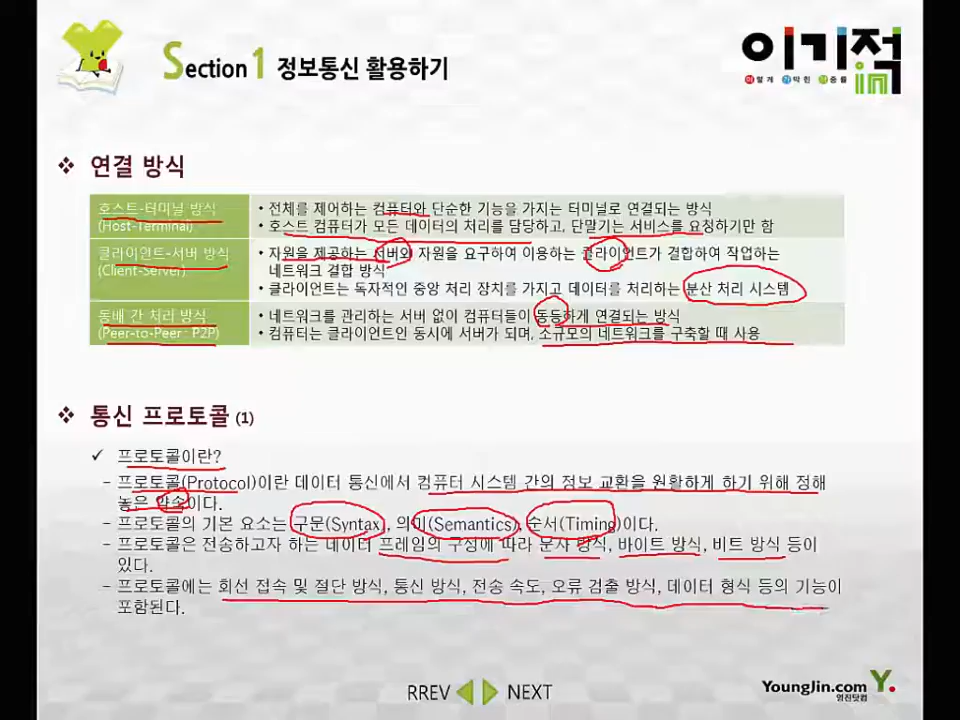 Section1 정보통신 활용하기
이기적in
이렇게 기막힌 적중률
❖ 연결 방식
호스트-터미널 방식
(Host-Terminal)
• 전체를 제어하는 컴퓨터와 단순한 기능을 가지는 터미널로 연결되는 방식
• 호스트 컴퓨터가 모든 데이터의 처리를 담당하고, 단말기는 서비스를 요청하기만 함
클라이언트-서버 방식
(Client-Server)
• 자원을 제공하는 서버와 자원을 요구하여 이용하는 클라이언트가 결합하여 작업하는
네트워크 결합 방식
• 클라이언트는 독자적인 중앙 처리 장치를 가지고 데이터를 처리하는 분산 처리 시스템
동배 간 처리 방식
(Peer-to-Peer P2P)
• 네트워크를 관리하는 서버 없이 컴퓨터들이 동등하게 연결되는 방식
• 컴퓨터는 클라이언트인 동시에 서버가 되며, 소규모의 네트워크를 구축할 때 사용
❖ 통신 프로토콜 (1)
✓ 프로토콜이란?
– 프로토콜(Protocol)이란 데이터 통신에서 컴퓨터 시스템 간의 정보 교환을 원활하게 하기 위해 정해
놓은 약속이다.
– 프로토콜의 기본 요소는 구문(Syntax), 의미(Semantics), 순서(Timing)이다.
– 프로토콜은 전송하고자 하는 데이터 프레임의 구성에 따라 문자 방식, 바이트 방식, 비트 방식 등이
있다.
– 프로토콜에는 회선 접속 및 절단 방식, 통신 방식, 전송 속도, 오류 검출 방식, 데이터 형식 등의 기능이
포함된다.
RREV NEXT
YoungJin.com Y.
영진닷컴